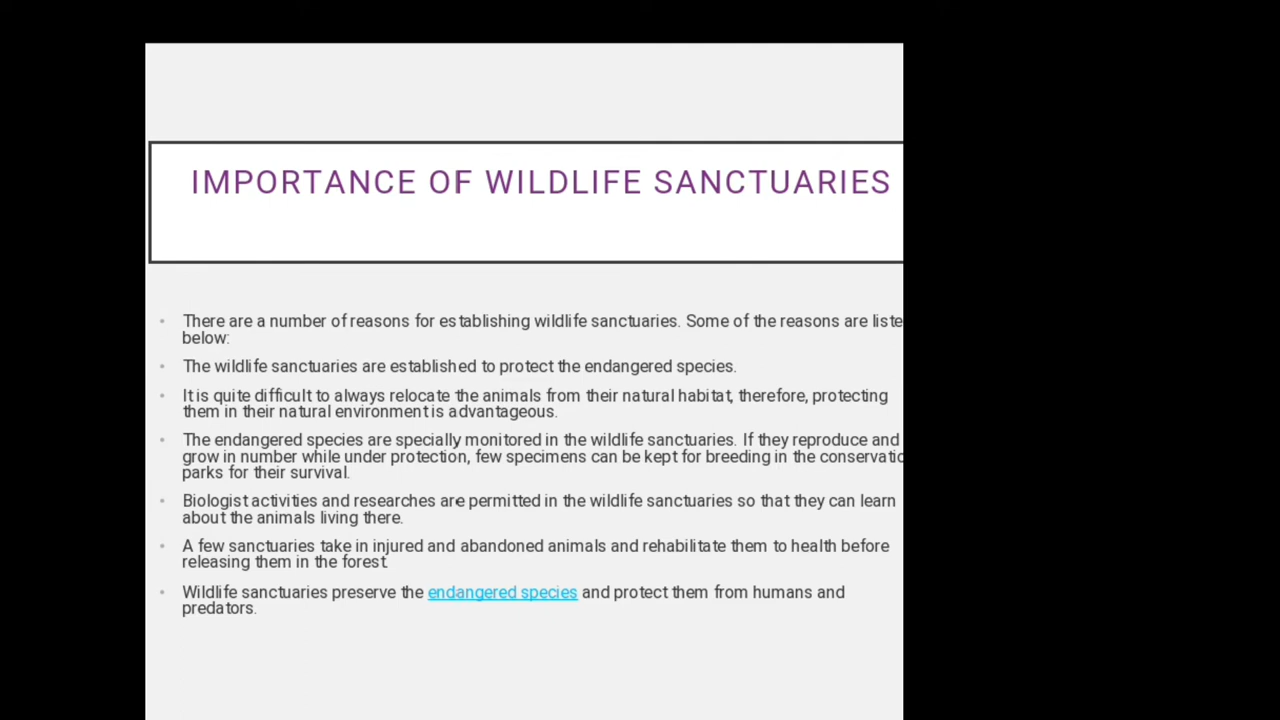 IMPORTANCE OF WILDLIFE SANCTUARIES
• There are a number of reasons for establishing wildlife sanctuaries. Some of the reasons are liste
below:
• The wildlife sanctuaries are established to protect the endangered species.
• It is quite difficult to always relocate the animals from their natural habitat, therefore, protecting
them in their natural environment is advantageous.
• The endangered species are specially monitored in the wildlife sanctuaries. If they reproduce and
grow in number while under protection, few specimens can be kept for breeding in the conservatio
parks for their survival.
• Biologist activities and researches are permitted in the wildlife sanctuaries so that they can learn
about the animals living there.
• A few sanctuaries take in injured and abandoned animals and rehabilitate them to health before
releasing them in the forest.
• Wildlife sanctuaries preserve the endangered species and protect them from humans and
predators.